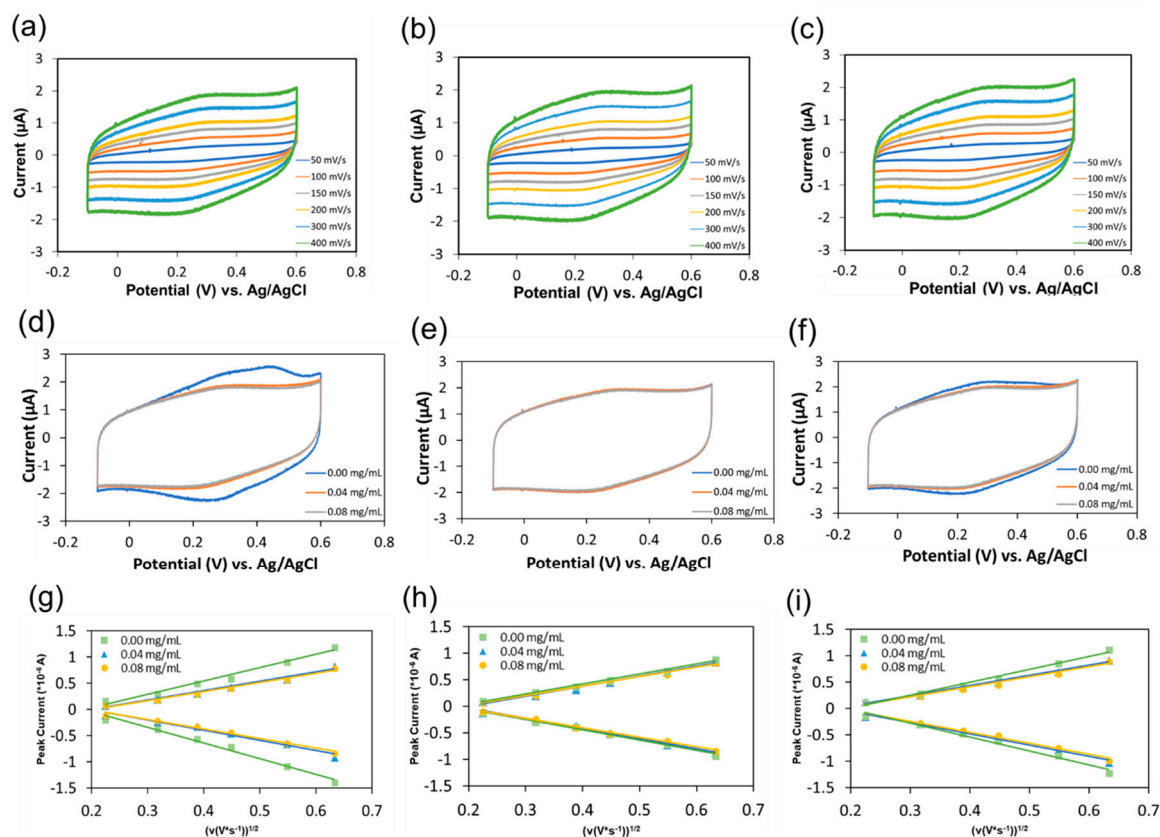 (a)
3
2
1
0
-1
-2
-3
Current (µA)
-0.2 0 0.2 0.4 0.6 0.8
Potential (V) vs. Ag/AgCl
50 mV/s
100 mV/s
150 mV/s
200 mV/s
300 mV/s
400 mV/s
(b)
3
2
1
0
-1
-2
-3
Current (µA)
-0.2 0 0.2 0.4 0.6 0.8
Potential (V) vs. Ag/AgCl
50 mV/s
100 mV/s
150 mV/s
200 mV/s
300 mV/s
400 mV/s
(c)
3
2
1
0
-1
-2
-3
Current (µA)
-0.2 0 0.2 0.4 0.6 0.8
Potential (V) vs. Ag/AgCl
50 mV/s
100 mV/s
150 mV/s
200 mV/s
300 mV/s
400 mV/s
(d)
3
2
1
0
-1
-2
-3
Current (µA)
-0.2 0 0.2 0.4 0.6 0.8
Potential (V) vs. Ag/AgCl
0.00 mg/mL
0.04 mg/mL
0.08 mg/mL
(e)
3
2
1
0
-1
-2
-3
Current (µA)
-0.2 0 0.2 0.4 0.6 0.8
Potential (V) vs. Ag/AgCl
0.00 mg/mL
0.04 mg/mL
0.08 mg/mL
(f)
3
2
1
0
-1
-2
-3
Current (µA)
-0.2 0 0.2 0.4 0.6 0.8
Potential (V) vs. Ag/AgCl
0.00 mg/mL
0.04 mg/mL
0.08 mg/mL
(g)
1.5
1
0.5
0
-0.5
-1
-1.5
Peak Current (*10⁻⁶ A)
0.1 0.2 0.3 0.4 0.5 0.6 0.7
(v(V*s⁻¹))¹/²
0.00 mg/mL
0.04 mg/mL
0.08 mg/mL
(h)
1.5
1
0.5
0
-0.5
-1
-1.5
Peak Current (*10⁻⁶ A)
0.1 0.2 0.3 0.4 0.5 0.6 0.7
(v(V*s⁻¹))¹/²
0.00 mg/mL
0.04 mg/mL
0.08 mg/mL
(i)
1.5
1
0.5
0
-0.5
-1
-1.5
Peak Current (*10⁻⁶ A)
0.1 0.2 0.3 0.4 0.5 0.6 0.7
(v(V*s⁻¹))¹/²
0.00 mg/mL
0.04 mg/mL
0.08 mg/mL